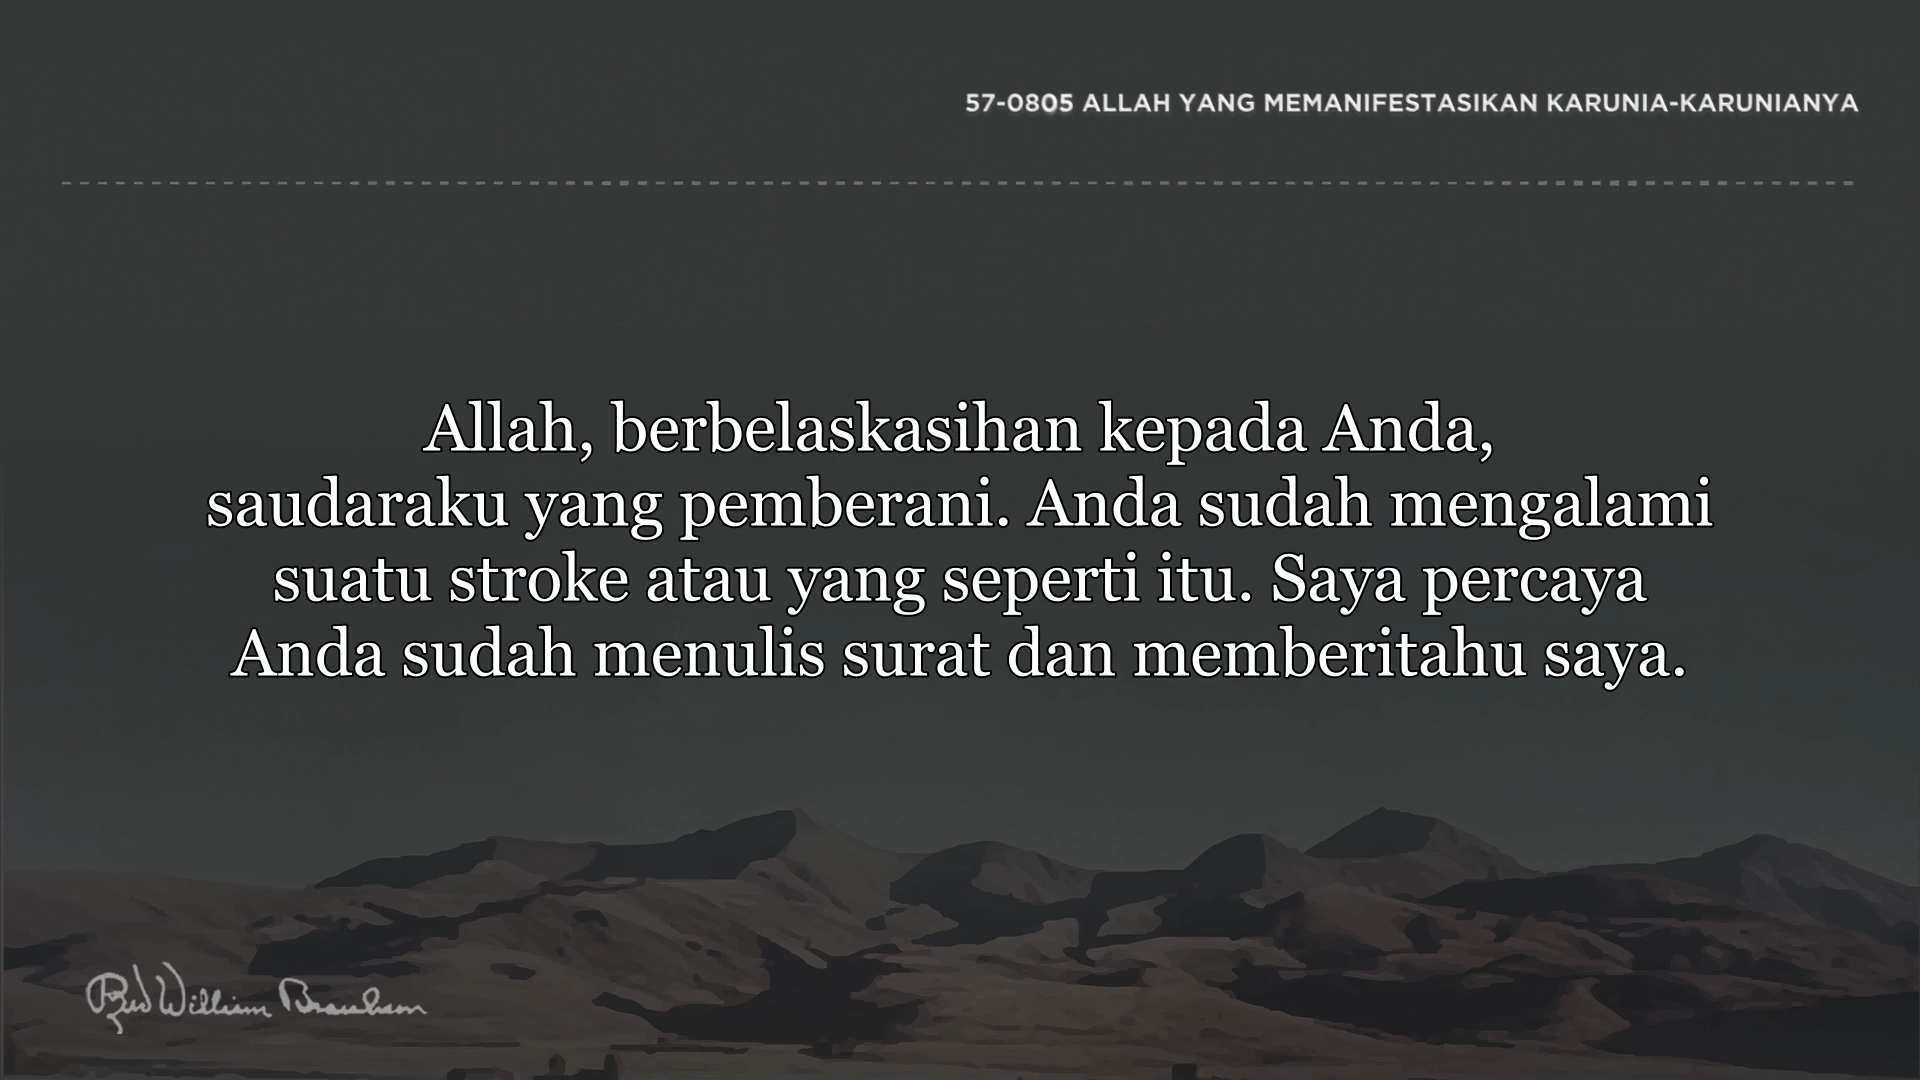 57-0805 ALLAH YANG MEMANIFESTASIKAN KARUNIA-KARUNIANYA
Allah, berbelaskasihan kepada Anda,
saudaraku yang pemberani. Anda sudah mengalami
suatu stroke atau yang seperti itu. Saya percaya
Anda sudah menulis surat dan memberitahu saya.
Rev William Branham